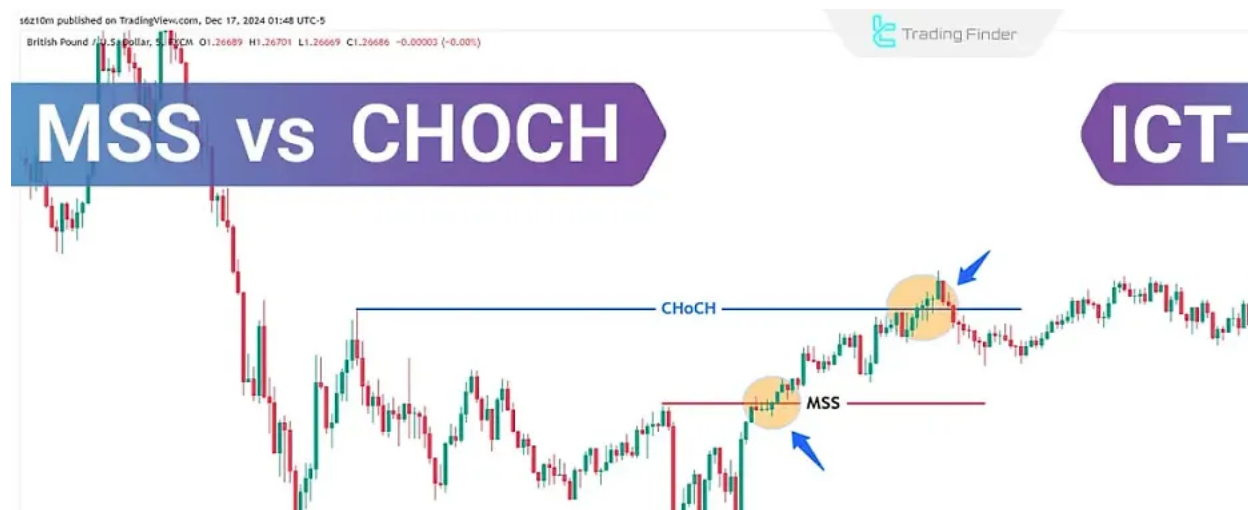 s6z10m published on TradingView.com, Dec 17, 2024 01:48 UTC-5
British Pound / U.S. Dollar, 5, FXCM O1.26689 H1.26701 L1.26669 C1.26686 −0.00003 (−0.00%)
Trading Finder
MSS vs CHOCH
ICT-
CHoCH
MSS